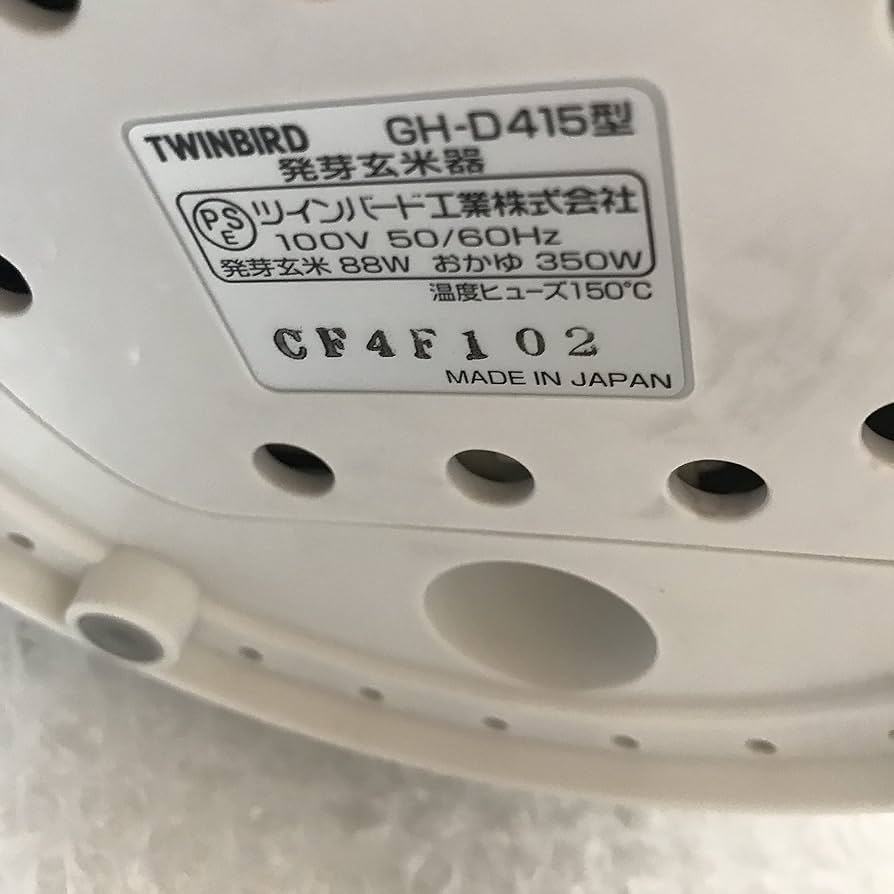 TWINBIRD GH-D415型
発芽玄米器
PSE ツインバード工業株式会社
100V 50/60Hz
発芽玄米 88W おかゆ 350W
温度ヒューズ150℃
CF4F102
MADE IN JAPAN